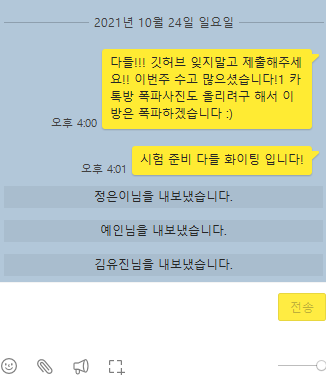 2021년 10월 24일 일요일
다들!!! 깃허브 잊지말고 제출해주세
요!! 이번주 수고 많으셨습니다!1 카
톡방 폭파사진도 올리려구 해서 이
방은 폭파하겠습니다 :)
오후 4:00
시험 준비 다들 화이팅 입니다!
오후 4:01
정은이님을 내보냈습니다.
예인님을 내보냈습니다.
김유진님을 내보냈습니다.
전송